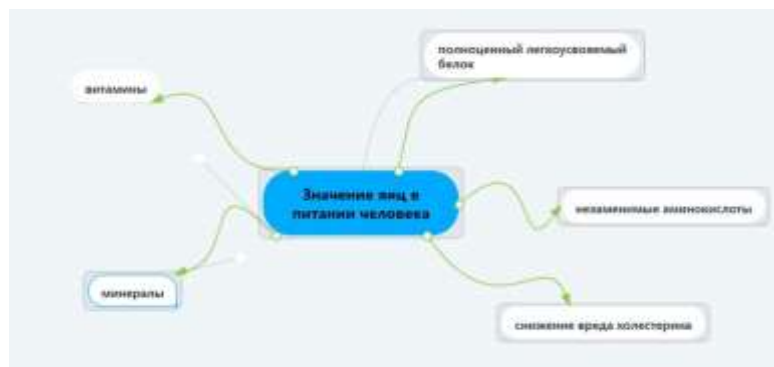 полноценный легкоусвояемый
белок
витамины
Значение яиц в
питании человека
незаменимые аминокислоты
минералы
снижение вреда холестерина